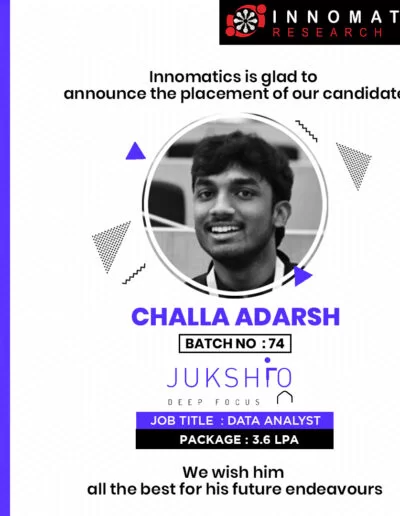 INNOMAT
RESEARCH
Innomatics is glad to
announce the placement of our candidate
CHALLA ADARSH
BATCH NO : 74
JUKSHIO
DEEP FOCUS
JOB TITLE : DATA ANALYST
PACKAGE : 3.6 LPA
We wish him
all the best for his future endeavours